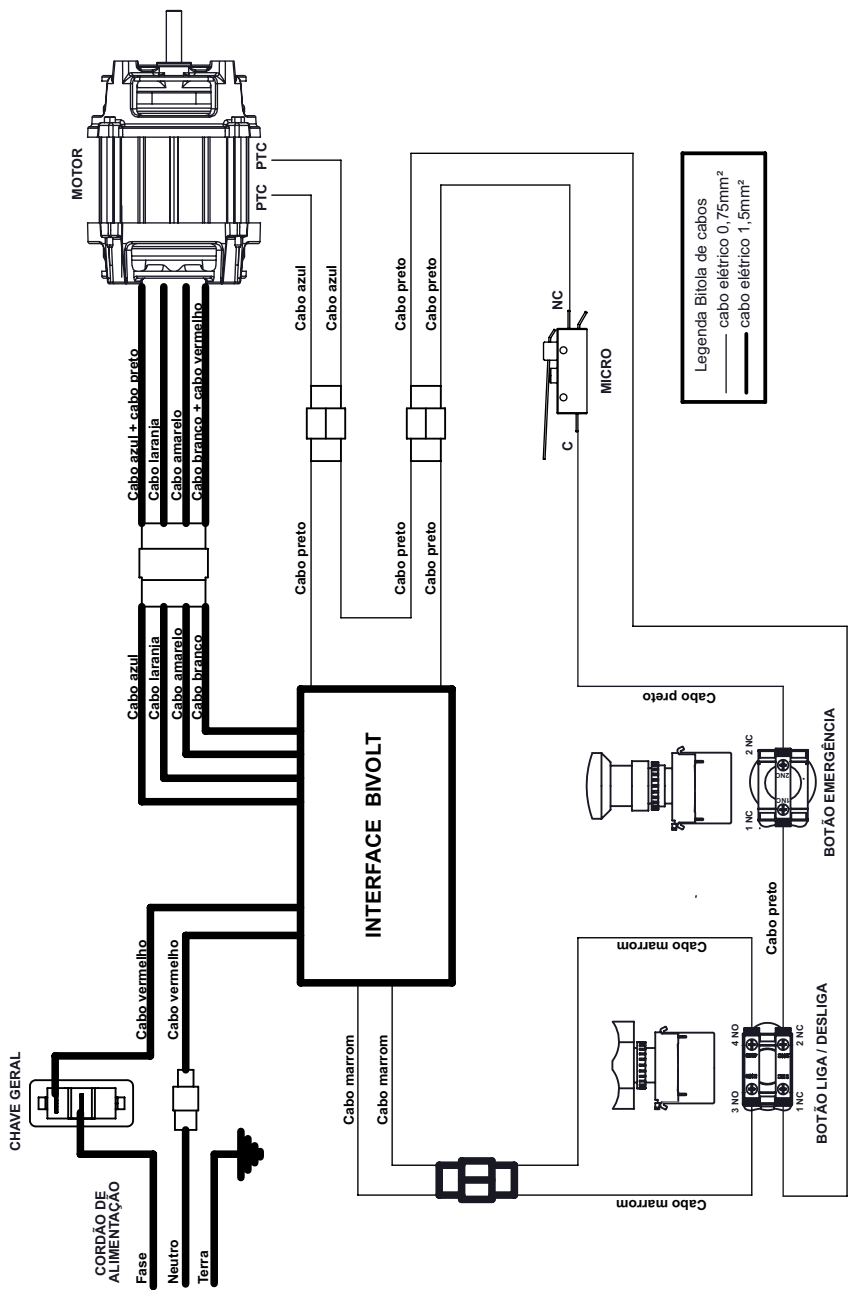 CORDÃO DE
ALIMENTAÇÃO
Fase
Neutro
Terra
CHAVE GERAL
Cabo vermelho
Cabo vermelho
Cabo azul
Cabo laranja
Cabo amarelo
Cabo branco
Cabo azul + cabo preto
Cabo laranja
Cabo amarelo
Cabo branco + cabo vermelho
MOTOR
PTC
PTC
INTERFACE BIVOLT
Cabo preto
Cabo azul
Cabo azul
Cabo preto
Cabo preto
Cabo preto
Cabo preto
Cabo marrom
Cabo marrom
Cabo marrom
Cabo marrom
C
NC
MICRO
Cabo preto
3 NO
4 NO
1 NC
2 NC
BOTÃO LIGA / DESLIGA
Cabo preto
1 NC
2 NC
1NC
2NC
BOTÃO EMERGÊNCIA
Legenda Bitola de cabos
cabo elétrico 0,75mm²
cabo elétrico 1,5mm²